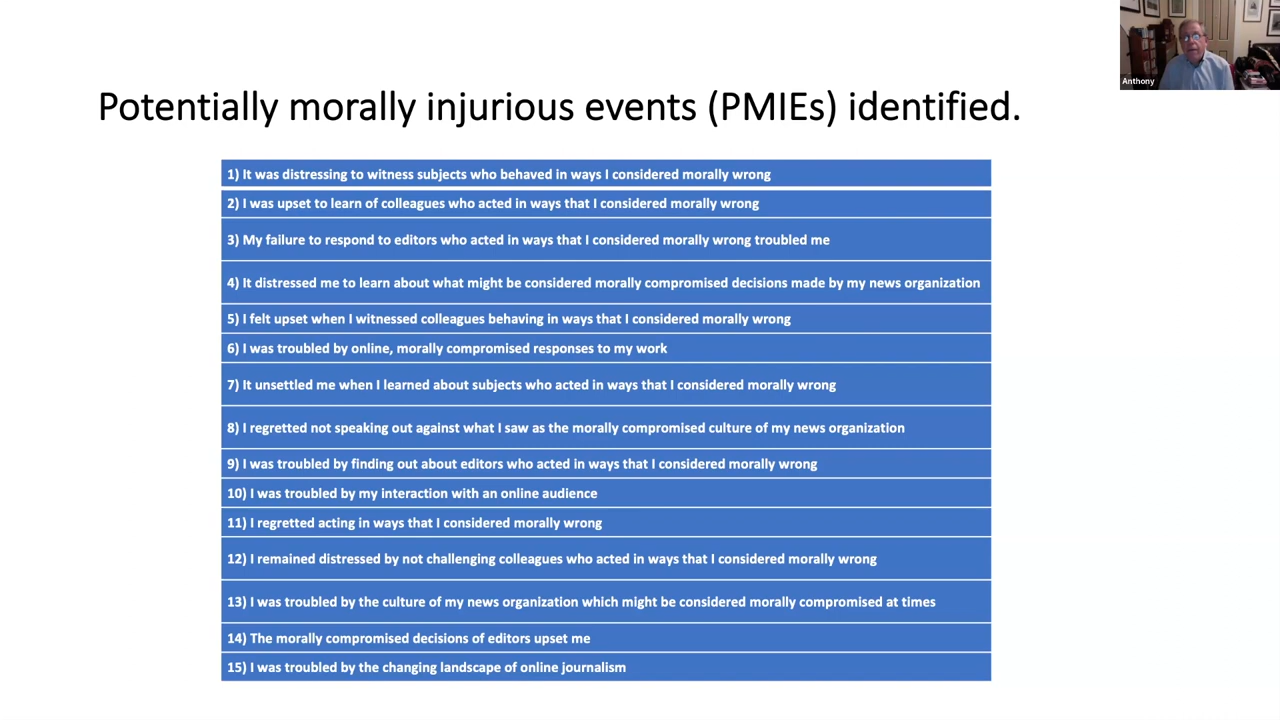 Anthony
Potentially morally injurious events (PMIEs) identified.
1) It was distressing to witness subjects who behaved in ways I considered morally wrong
2) I was upset to learn of colleagues who acted in ways that I considered morally wrong
3) My failure to respond to editors who acted in ways that I considered morally wrong troubled me
4) It distressed me to learn about what might be considered morally compromised decisions made by my news organization
5) I felt upset when I witnessed colleagues behaving in ways that I considered morally wrong
6) I was troubled by online, morally compromised responses to my work
7) It unsettled me when I learned about subjects who acted in ways that I considered morally wrong
8) I regretted not speaking out against what I saw as the morally compromised culture of my news organization
9) I was troubled by finding out about editors who acted in ways that I considered morally wrong
10) I was troubled by my interaction with an online audience
11) I regretted acting in ways that I considered morally wrong
12) I remained distressed by not challenging colleagues who acted in ways that I considered morally wrong
13) I was troubled by the culture of my news organization which might be considered morally compromised at times
14) The morally compromised decisions of editors upset me
15) I was troubled by the changing landscape of online journalism